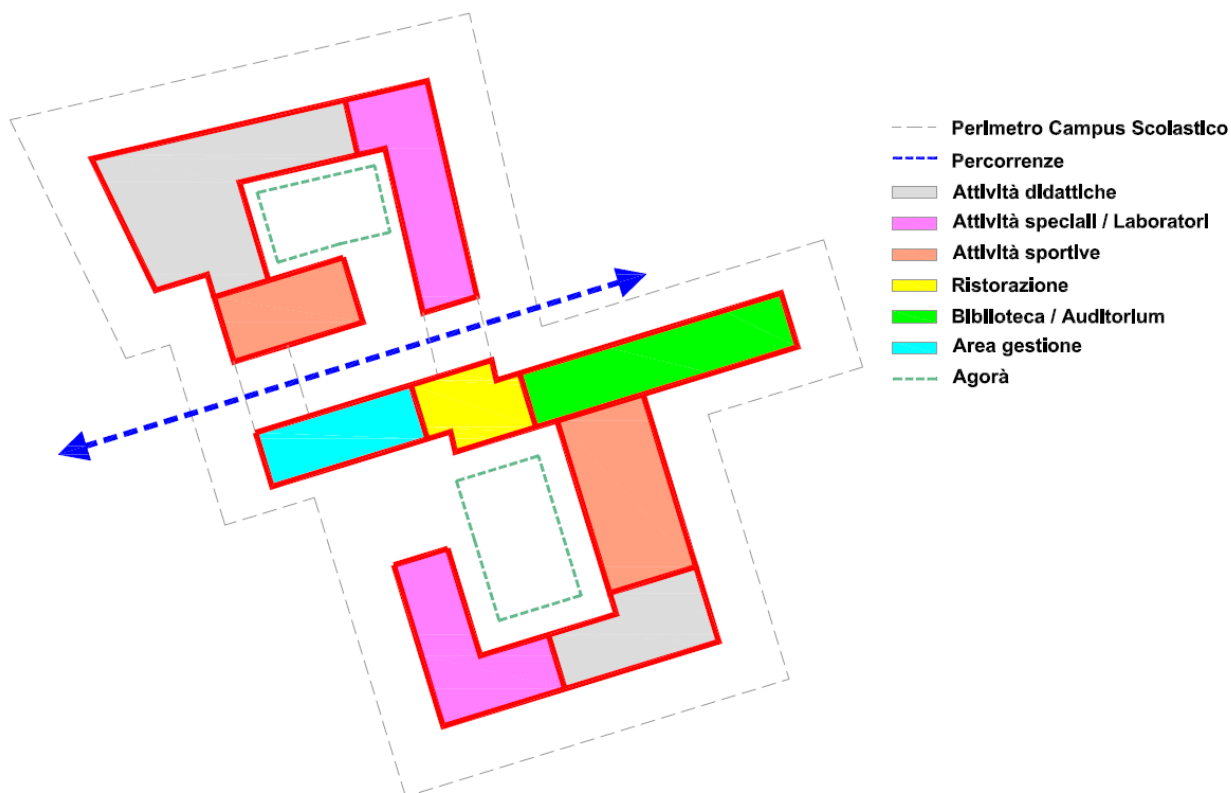 Perimetro Campus Scolastico
Percorrenze
Attività didattiche
Attività speciali / Laboratori
Attività sportive
Ristorazione
Biblioteca / Auditorium
Area gestione
Agorà